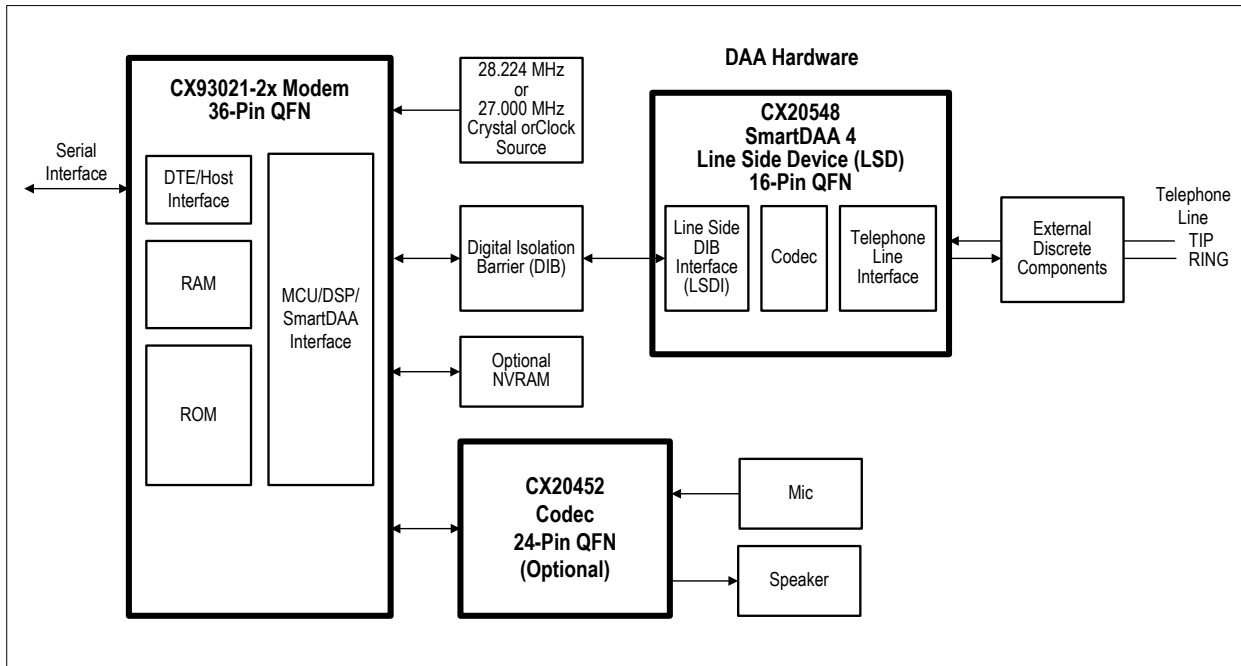 CX93021-2x Modem
36-Pin QFN
Serial
Interface
DTE/Host
Interface
RAM
ROM
MCU/DSP/
SmartDAA
Interface
28.224 MHz
or
27.000 MHz
Crystal orClock
Source
Digital Isolation
Barrier (DIB)
Optional
NVRAM
DAA Hardware
CX20548
SmartDAA 4
Line Side Device (LSD)
16-Pin QFN
Line Side
DIB
Interface
(LSDI)
Codec
Telephone
Line
Interface
External
Discrete
Components
Telephone
Line
TIP
RING
CX20452
Codec
24-Pin QFN
(Optional)
Mic
Speaker